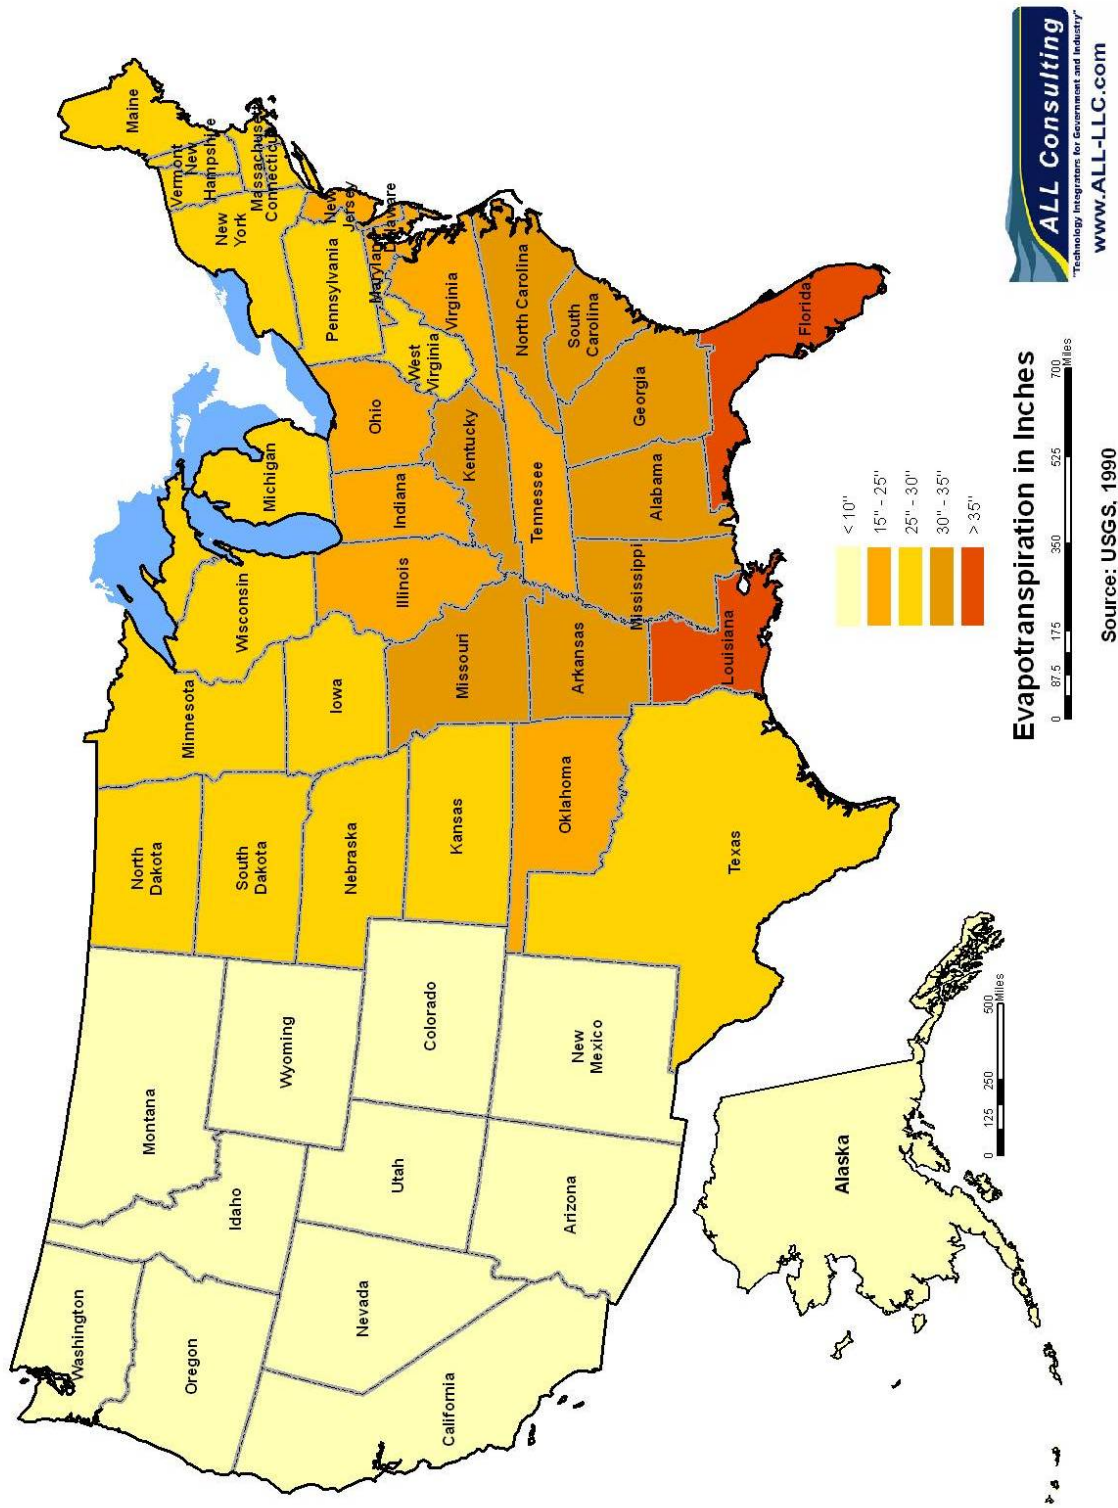 Maine
Vermont
New
Hampshire
Massachusetts
Connecticut
New
York
New
Jersey
Delaware
Maryland
Pennsylvania
Virginia
West
Virginia
North Carolina
South
Carolina
Georgia
Florida
Ohio
Kentucky
Tennessee
Alabama
Michigan
Indiana
Illinois
Mississippi
Wisconsin
Missouri
Arkansas
Louisiana
Minnesota
Iowa
North
Dakota
South
Dakota
Nebraska
Kansas
Oklahoma
Texas
Montana
Wyoming
Colorado
New
Mexico
Idaho
Utah
Arizona
Washington
Oregon
Nevada
California
Alaska
0 125 250 500
Miles
< 10"
15" - 25"
25" - 30"
30" - 35"
> 35"
Evapotranspiration in Inches
0 87.5 175 350 525 700
Miles
Source: USGS, 1990
ALL Consulting
"Technology Integrators for Government and Industry"
www.ALL-LLC.com